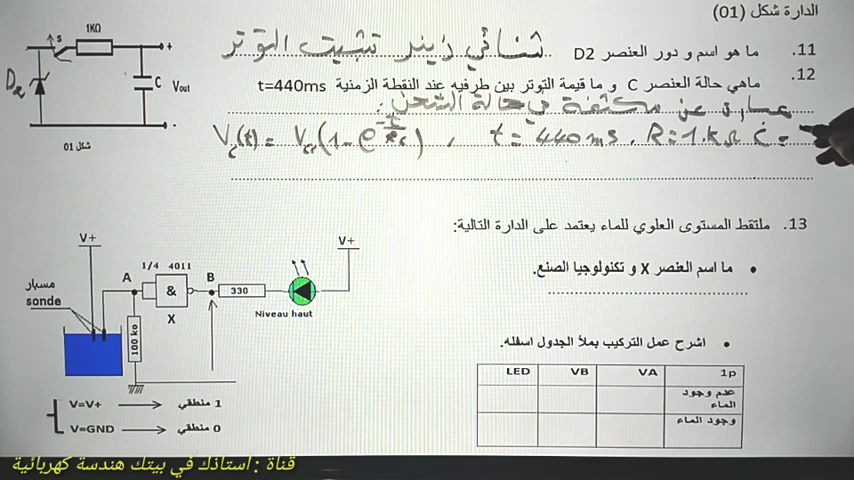 الدارة شكل (01)
11. ما هو اسم و دور العنصر D2 ثنائي زينر تثبيت التوتر
12. ماهي حالة العنصر C و ما قيمة التوتر بين طرفيه عند النقطة الزمنية t=440ms
عبارة عن مكثفة في حالة الشحن :
t = 440ms . R = 1kΩ C =
1KΩ
S
+
D2
C
Vout
-
شكل 01
13. ملتقط المستوى العلوي للماء يعتمد على الدارة التالية:
• ما اسم العنصر X و تكنولوجيا الصنع.
• اشرح عمل التركيب بملأ الجدول اسفله.
1p VA VB LED
عدم وجود الماء
وجود الماء
V+
V+
1/4 4011
A
B
&
X
330
Niveau haut
مسبار
sonde
100 kο
V=V+ 1 منطقي
V=GND 0 منطقي
قناة : استاذك في بيتك هندسة كهربائية